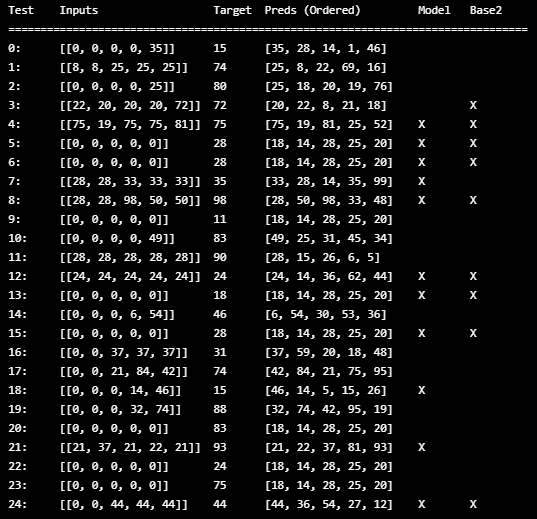 Test Inputs Target Preds (Ordered) Model Base2
================================================================================
0: [[0, 0, 0, 0, 35]] 15 [35, 28, 14, 1, 46]
1: [[8, 8, 25, 25, 25]] 74 [25, 8, 22, 69, 16]
2: [[0, 0, 0, 0, 25]] 80 [25, 18, 20, 19, 76]
3: [[22, 20, 20, 20, 72]] 72 [20, 22, 8, 21, 18] X
4: [[75, 19, 75, 75, 81]] 75 [75, 19, 81, 25, 52] X X
5: [[0, 0, 0, 0, 0]] 28 [18, 14, 28, 25, 20] X X
6: [[0, 0, 0, 0, 0]] 28 [18, 14, 28, 25, 20] X X
7: [[28, 28, 33, 33, 33]] 35 [33, 28, 14, 35, 99] X
8: [[28, 28, 98, 50, 50]] 98 [28, 50, 98, 33, 48] X X
9: [[0, 0, 0, 0, 0]] 11 [18, 14, 28, 25, 20]
10: [[0, 0, 0, 0, 49]] 83 [49, 25, 31, 45, 34]
11: [[28, 28, 28, 28, 28]] 90 [28, 15, 26, 6, 5]
12: [[24, 24, 24, 24, 24]] 24 [24, 14, 36, 62, 44] X X
13: [[0, 0, 0, 0, 0]] 18 [18, 14, 28, 25, 20] X X
14: [[0, 0, 0, 6, 54]] 46 [6, 54, 30, 53, 36]
15: [[0, 0, 0, 0, 0]] 28 [18, 14, 28, 25, 20] X X
16: [[0, 0, 37, 37, 37]] 31 [37, 59, 20, 18, 48]
17: [[0, 0, 21, 84, 42]] 74 [42, 84, 21, 75, 95]
18: [[0, 0, 0, 14, 46]] 15 [46, 14, 5, 15, 26] X
19: [[0, 0, 0, 32, 74]] 88 [32, 74, 42, 95, 19]
20: [[0, 0, 0, 0, 0]] 83 [18, 14, 28, 25, 20]
21: [[21, 37, 21, 22, 21]] 93 [21, 22, 37, 81, 93] X
22: [[0, 0, 0, 0, 0]] 24 [18, 14, 28, 25, 20]
23: [[0, 0, 0, 0, 0]] 75 [18, 14, 28, 25, 20]
24: [[0, 0, 44, 44, 44]] 44 [44, 36, 54, 27, 12] X X